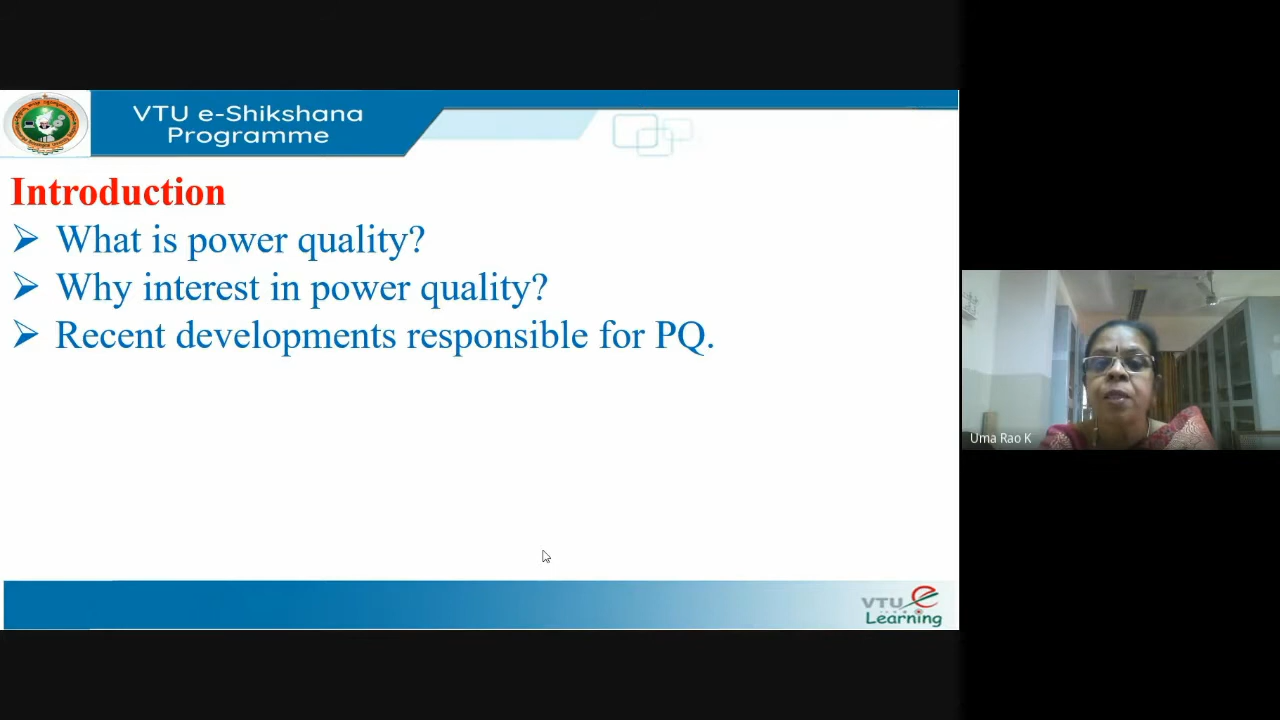 VTU e-Shikshana
Programme
Introduction
➢ What is power quality?
➢ Why interest in power quality?
➢ Recent developments responsible for PQ.
Uma Rao K
VTU e
Learning